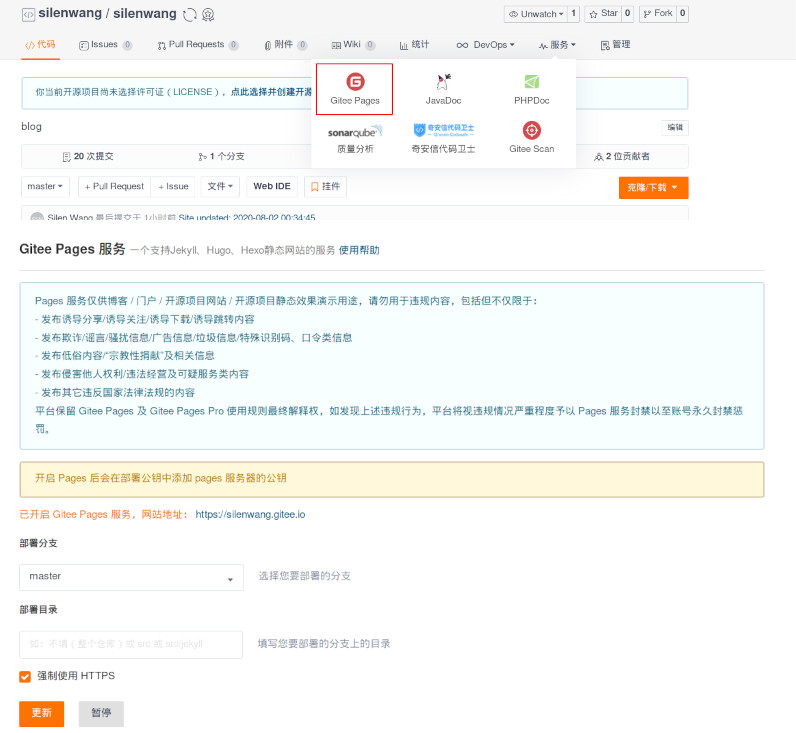 silenwang / silenwang
Unwatch 1 Star 0 Fork 0
代码 Issues 0 Pull Requests 0 附件 0 Wiki 0 统计 DevOps 服务 管理
你当前开源项目尚未选择许可证（LICENSE），点此选择并创建开源
Gitee Pages JavaDoc PHPDoc
blog
编辑
sonarqube 奇安信代码卫士
质量分析 奇安信代码卫士 Gitee Scan
20 次提交 1 个分支 2 位贡献者
master + Pull Request + Issue 文件 Web IDE 挂件 克隆/下载
Silen Wang 最后提交于 1小时前 Site updated: 2020-08-02 00:34:45
Gitee Pages 服务 一个支持Jekyll、Hugo、Hexo静态网站的服务 使用帮助
Pages 服务仅供博客 / 门户 / 开源项目网站 / 开源项目静态效果演示用途，请勿用于违规内容，包括但不仅限于：
- 发布诱导分享/诱导关注/诱导下载/诱导跳转内容
- 发布欺诈/谣言/骚扰信息/广告信息/垃圾信息/特殊识别码、口令类信息
- 发布低俗内容/“宗教性捐献”及相关信息
- 发布侵害他人权利/违法经营及可疑服务类内容
- 发布其它违反国家法律法规的内容
平台保留 Gitee Pages 及 Gitee Pages Pro 使用规则最终解释权，如发现上述违规行为，平台将视违规情况严重程度予以 Pages 服务封禁以至账号永久封禁惩
罚。
开启 Pages 后会在部署公钥中添加 pages 服务器的公钥
已开启 Gitee Pages 服务，网站地址： https://silenwang.gitee.io
部署分支
master 选择您要部署的分支
部署目录
如：不填（整个仓库）或 src 或 src/jekyll 填写您要部署的分支上的目录
强制使用 HTTPS
更新 暂停